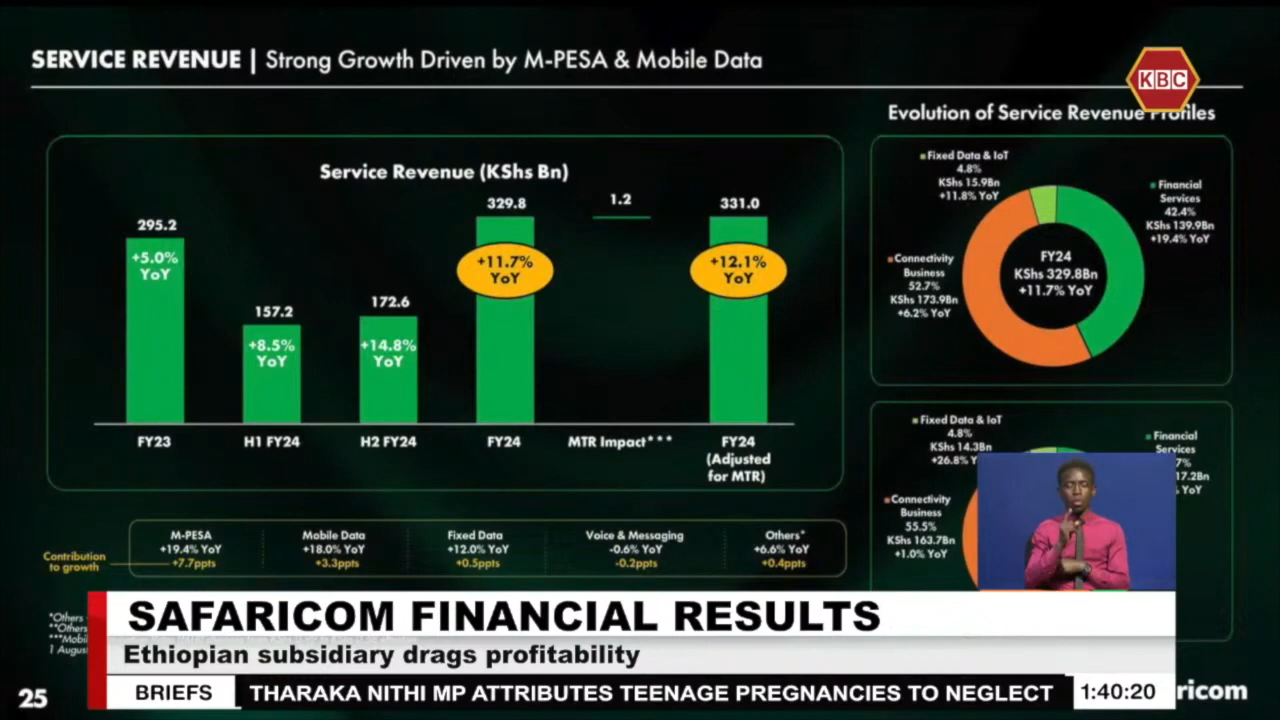 SERVICE REVENUE | Strong Growth Driven by M-PESA & Mobile Data
KBC
Evolution of Service Revenue Profiles
Service Revenue (KShs Bn)
295.2
+5.0%
YoY
FY23
157.2
+8.5%
YoY
H1 FY24
172.6
+14.8%
YoY
H2 FY24
329.8
+11.7%
YoY
FY24
1.2
MTR Impact***
331.0
+12.1%
YoY
FY24
(Adjusted
for MTR)
Fixed Data & IoT
4.8%
KShs 15.9Bn
+11.8% YoY
Financial
Services
42.4%
KShs 139.9Bn
+19.4% YoY
Connectivity
Business
52.7%
KShs 173.9Bn
+6.2% YoY
FY24
KShs 329.8Bn
+11.7% YoY
Fixed Data & IoT
4.8%
KShs 14.3Bn
+26.8% Y
Financial
Services
7%
17.2Bn
YoY
Connectivity
Business
55.5%
KShs 163.7Bn
+1.0% YoY
Contribution
to growth
M-PESA
+19.4% YoY
+7.7ppts
Mobile Data
+18.0% YoY
+3.3ppts
Fixed Data
+12.0% YoY
+0.5ppts
Voice & Messaging
-0.6% YoY
-0.2ppts
Others*
+6.6% YoY
+0.4ppts
*Others
**Others
***Mobil
1 Augus
SAFARICOM FINANCIAL RESULTS
Ethiopian subsidiary drags profitability
25
BRIEFS
THARAKA NITHI MP ATTRIBUTES TEENAGE PREGNANCIES TO NEGLECT
1:40:20
ricom